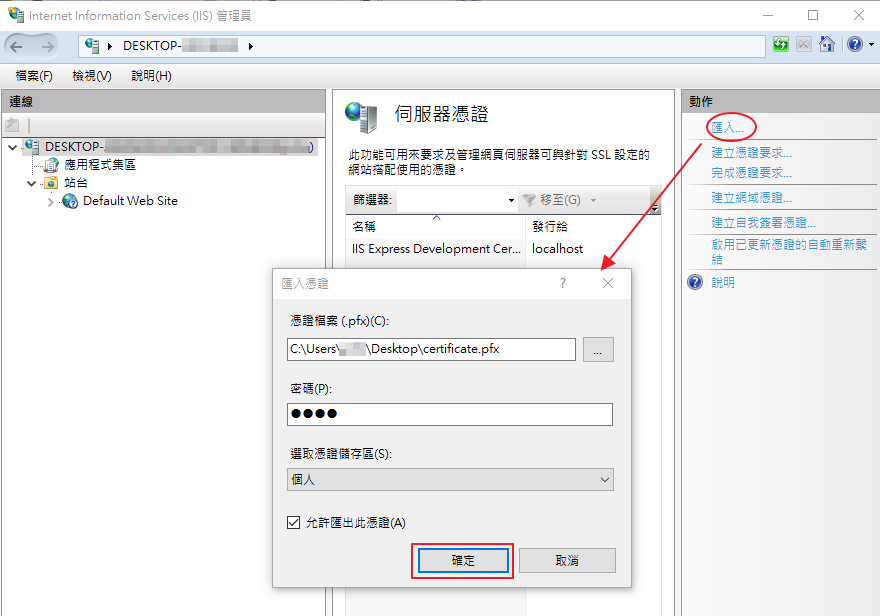 Internet Information Services (IIS) 管理員
DESKTOP-
檔案(F) 檢視(V) 說明(H)
連線
DESKTOP- )
應用程式集區
站台
Default Web Site
伺服器憑證
此功能可用來要求及管理網頁伺服器可與針對 SSL 設定的
網站搭配使用的憑證。
篩選器: 移至(G)
名稱 發行給
IIS Express Development Cer... localhost
動作
匯入...
建立憑證要求...
完成憑證要求...
建立網域憑證...
建立自我簽署憑證...
啟用已更新憑證的自動重新繫
結
說明
匯入憑證
憑證檔案 (.pfx)(C):
C:\Users\ \Desktop\certificate.pfx
...
密碼(P):
選取憑證儲存區(S):
個人
允許匯出此憑證(A)
確定 取消